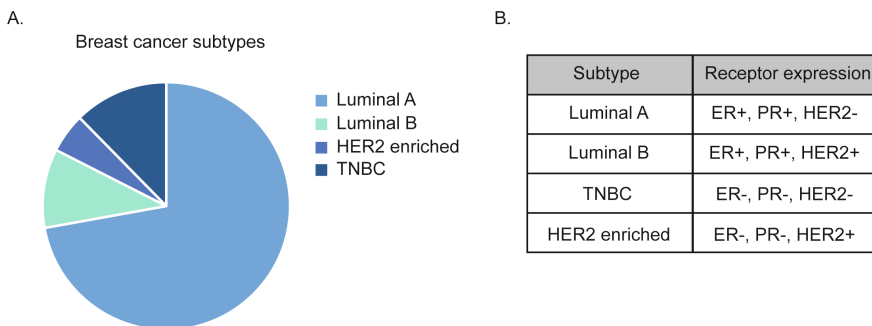 A.
Breast cancer subtypes
Luminal A
Luminal B
HER2 enriched
TNBC
B.
Subtype Receptor expression
Luminal A ER+, PR+, HER2-
Luminal B ER+, PR+, HER2+
TNBC ER-, PR-, HER2-
HER2 enriched ER-, PR-, HER2+